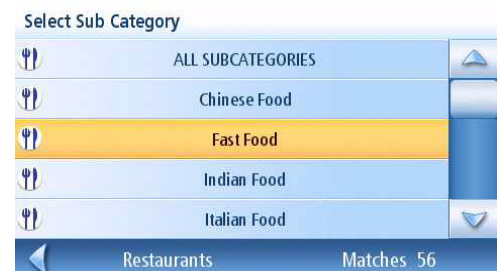 Select Sub Category
ALL SUBCATEGORIES
Chinese Food
Fast Food
Indian Food
Italian Food
Restaurants Matches 56